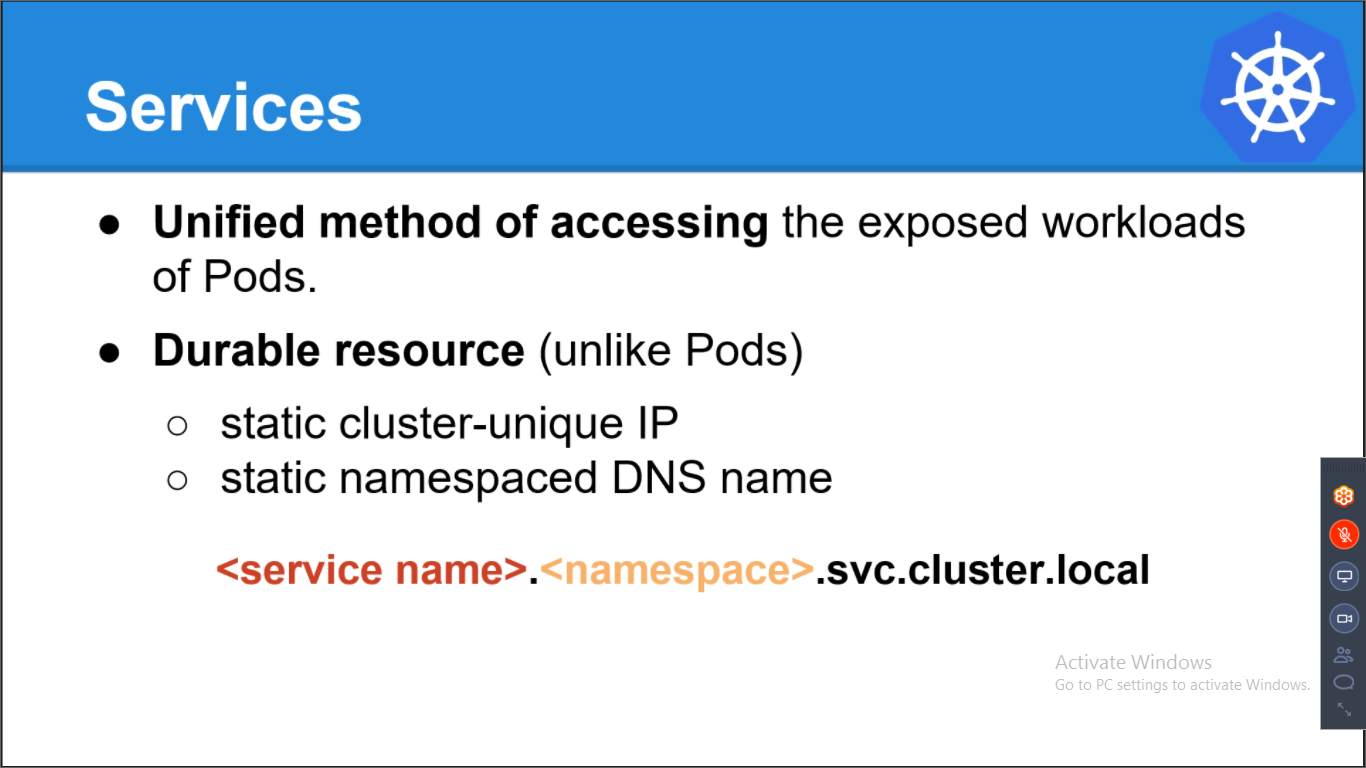 Services
● Unified method of accessing the exposed workloads
of Pods.
● Durable resource (unlike Pods)
○ static cluster-unique IP
○ static namespaced DNS name
<service name>.<namespace>.svc.cluster.local
Activate Windows
Go to PC settings to activate Windows.